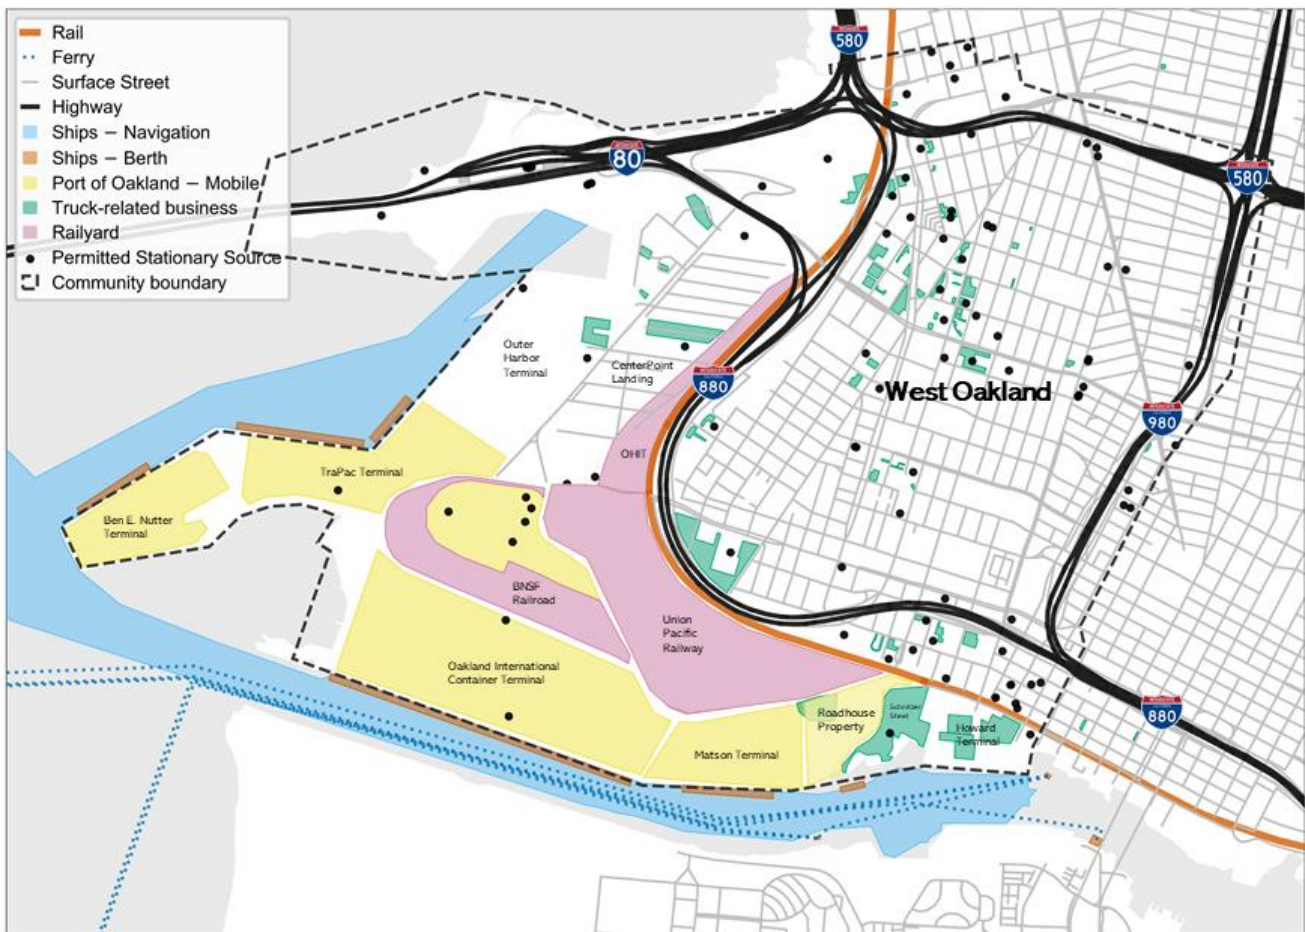 Rail
Ferry
Surface Street
Highway
Ships – Navigation
Ships – Berth
Port of Oakland – Mobile
Truck-related business
Railyard
Permitted Stationary Source
Community boundary
580
80
580
Outer
Harbor
Terminal
CenterPoint
Landing
880
West Oakland
980
OHIT
TraPac Terminal
Ben E. Nutter
Terminal
BNSF
Railroad
Union
Pacific
Railway
Oakland International
Container Terminal
Roadhouse
Property
Schnitzer
Steel
Howard
Terminal
Matson Terminal
880